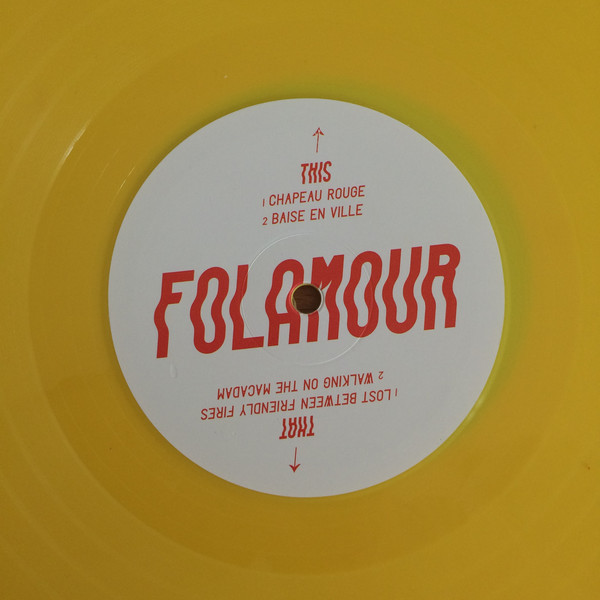 THIS
1 CHAPEAU ROUGE
2 BAISE EN VILLE
FOLAMOUR
THAT
1 LOST BETWEEN FRIENDLY FIRES
2 WALKING ON THE MACADAM